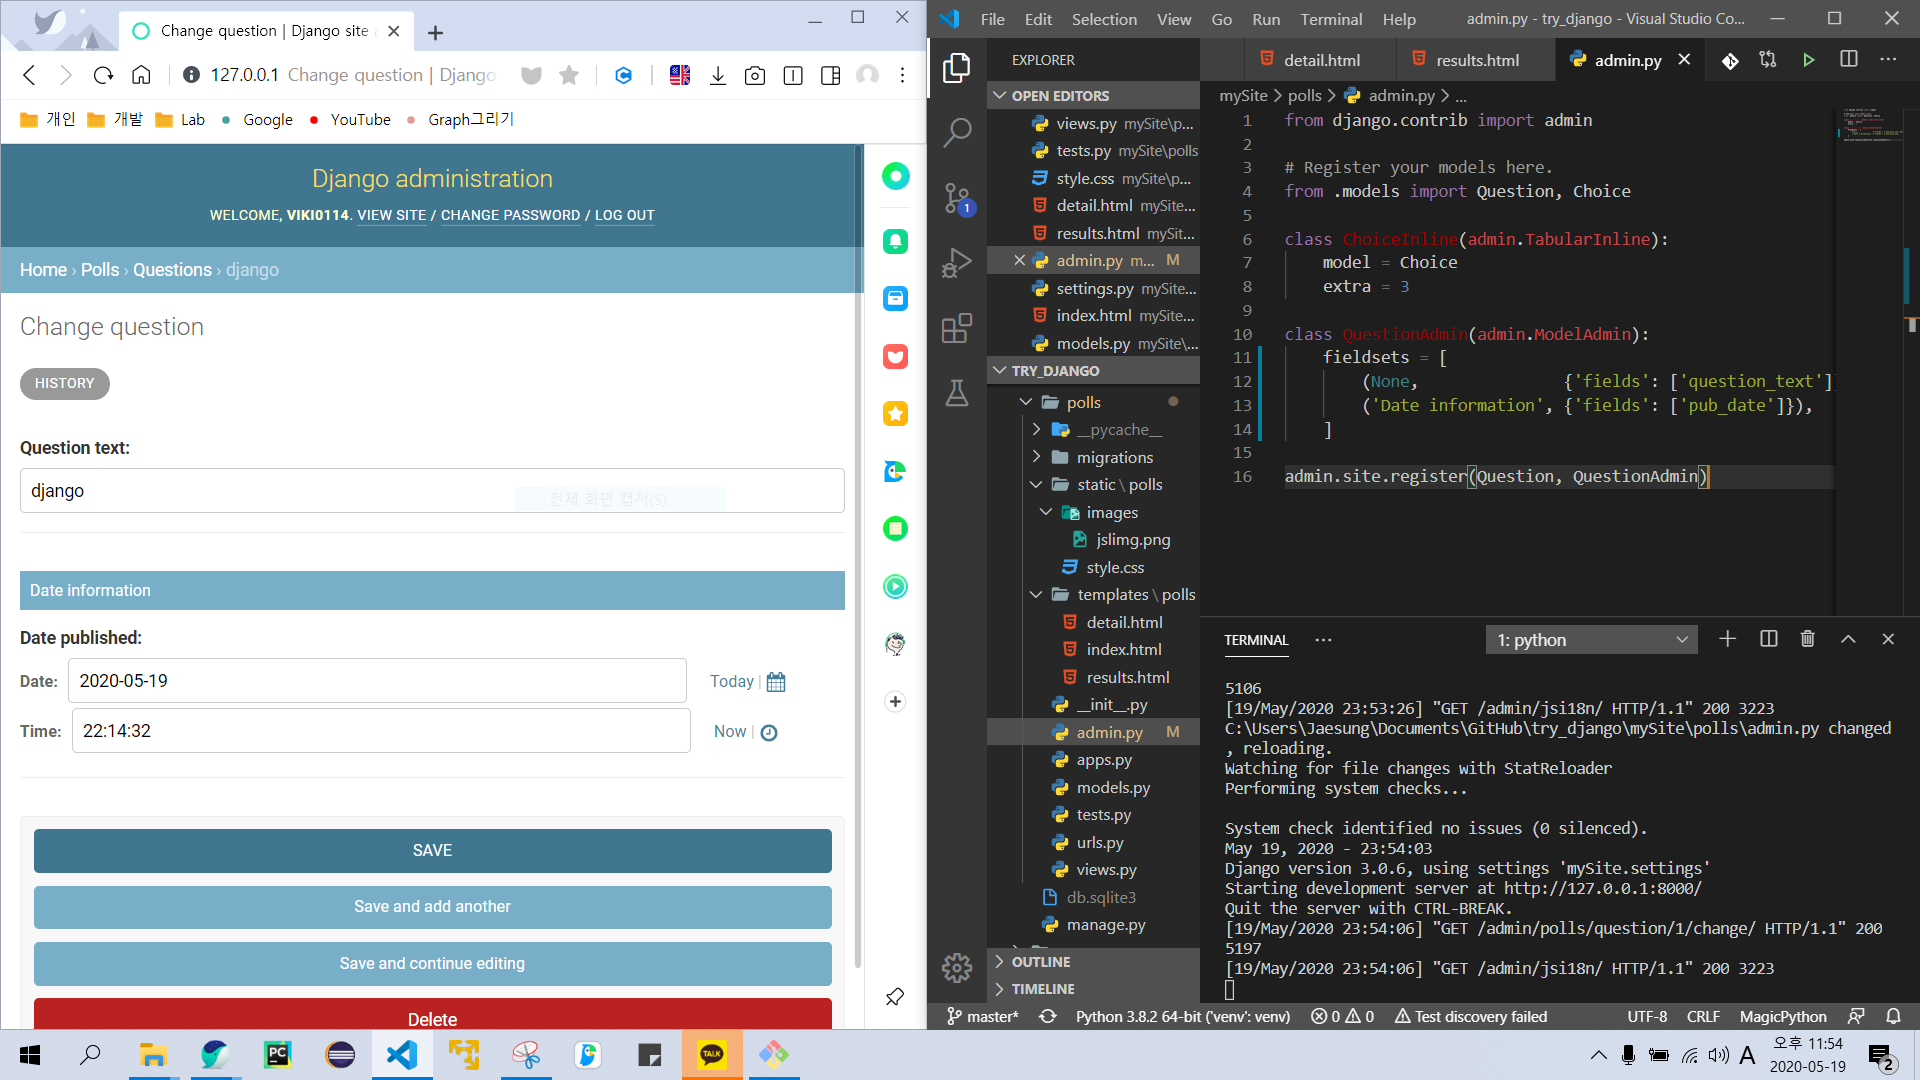 Change question | Django site a
127.0.0.1 Change question | Django
개인 개발 Lab Google YouTube Graph그리기
Django administration
WELCOME, VIKI0114. VIEW SITE / CHANGE PASSWORD / LOG OUT
Home › Polls › Questions › django
Change question
HISTORY
Question text:
django
전체 화면 캡처(S)
Date information
Date published:
Date: 2020-05-19 Today |
Time: 22:14:32 Now |
SAVE
Save and add another
Save and continue editing
Delete
File Edit Selection View Go Run Terminal Help admin.py - try_django - Visual Studio Co...
EXPLORER
OPEN EDITORS
views.py mySite\p...
tests.py mySite\polls
style.css mySite\p...
detail.html mySite...
results.html mySit...
admin.py m... M
settings.py mySite...
index.html mySite...
models.py mySite\...
TRY_DJANGO
polls
__pycache__
migrations
static \ polls
images
jslimg.png
style.css
templates \ polls
detail.html
index.html
results.html
__init__.py
admin.py M
apps.py
models.py
tests.py
urls.py
views.py
db.sqlite3
manage.py
OUTLINE
TIMELINE
detail.html results.html admin.py
mySite > polls > admin.py > ...
1 from django.contrib import admin
2
3 # Register your models here.
4 from .models import Question, Choice
5
6 class ChoiceInline(admin.TabularInline):
7 model = Choice
8 extra = 3
9
10 class QuestionAdmin(admin.ModelAdmin):
11 fieldsets = [
12 (None, {'fields': ['question_text']
13 ('Date information', {'fields': ['pub_date']}),
14 ]
15
16 admin.site.register(Question, QuestionAdmin)
TERMINAL ... 1: python
5106
[19/May/2020 23:53:26] "GET /admin/jsi18n/ HTTP/1.1" 200 3223
C:\Users\Jaesung\Documents\GitHub\try_django\mySite\polls\admin.py changed
, reloading.
Watching for file changes with StatReloader
Performing system checks...
System check identified no issues (0 silenced).
May 19, 2020 - 23:54:03
Django version 3.0.6, using settings 'mySite.settings'
Starting development server at http://127.0.0.1:8000/
Quit the server with CTRL-BREAK.
[19/May/2020 23:54:06] "GET /admin/polls/question/1/change/ HTTP/1.1" 200
5197
[19/May/2020 23:54:06] "GET /admin/jsi18n/ HTTP/1.1" 200 3223
1
master* Python 3.8.2 64-bit ('venv': venv) 0 0 Test discovery failed UTF-8 CRLF MagicPython
PC TALK A 오후 11:54
2020-05-19 2